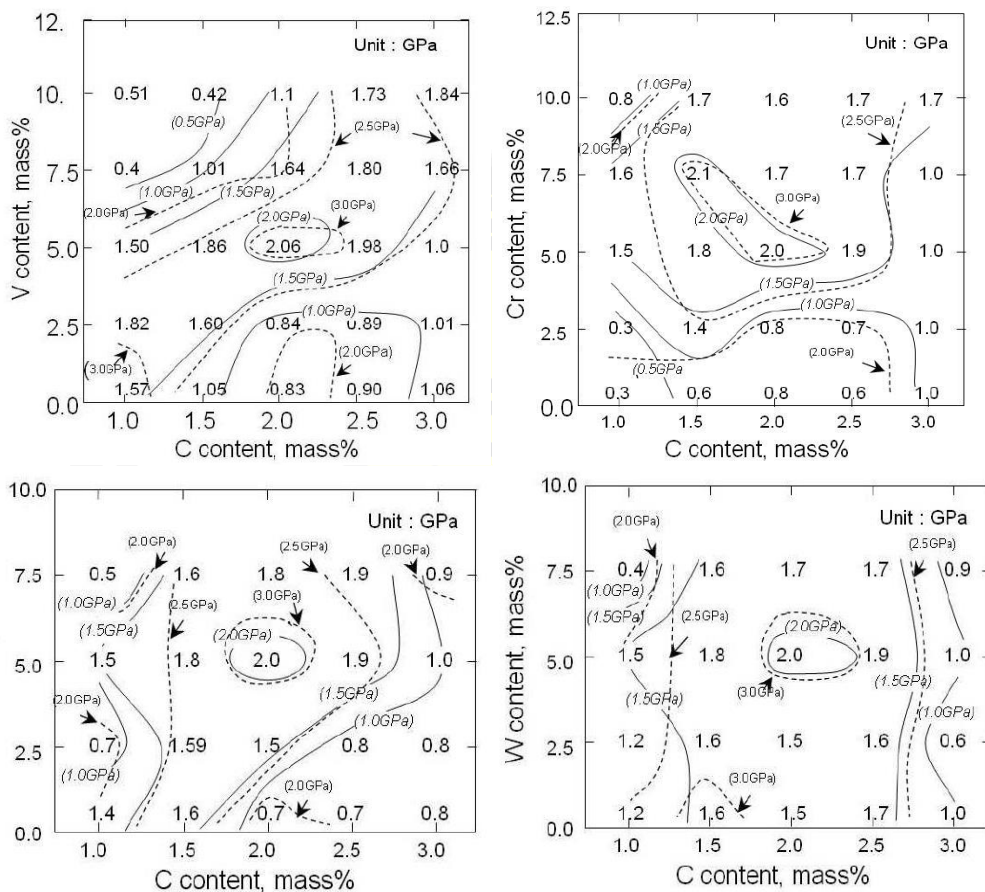 12.
Unit : GPa
10.
0.51 0.42 1.1 1.73 1.84
(0.5GPa)
(2.5GPa)
7.5
0.4 1.01 1.64 1.80 1.66
(1.0GPa) (1.5GPa)
(2.0GPa)
(2.0GPa) (3.0GPa)
5.0
1.50 1.86 2.06 1.98 1.0
(1.5GPa)
(1.0GPa)
2.5
1.82 1.60 0.84 0.89 1.01
(2.0GPa)
(3.0GPa)
1.57 1.05 0.83 0.90 1.06
0.0
1.0 1.5 2.0 2.5 3.0
C content, mass%
V content, mass%
12.5
Unit : GPa
(1.0GPa)
10.0
0.8 1.7 1.6 1.7 1.7
(2.5GPa)
(1.5GPa)
(2.0GPa)
7.5
1.6 2.1 1.7 1.7 1.0
(3.0GPa)
(2.0GPa)
5.0
1.5 1.8 2.0 1.9 1.0
(1.5GPa)
(1.0GPa)
2.5
0.3 1.4 0.8 0.7 1.0
(2.0GPa)
(0.5GPa)
0.3 0.6 0.8 0.6 1.0
0.0
1.0 1.5 2.0 2.5 3.0
C content, mass%
Cr content, mass%
10.0
Unit : GPa
(2.0GPa) (2.5GPa) (2.0GPa)
7.5
0.5 1.6 1.8 1.9 0.9
(2.5GPa) (3.0GPa)
(1.0GPa)
(1.5GPa) (2.0GPa)
5.0
1.5 1.8 2.0 1.9 1.0
(2.0GPa) (1.5GPa)
(1.0GPa)
2.5
0.7 1.59 1.5 0.8 0.8
(1.0GPa)
(2.0GPa)
1.4 1.6 0.7 0.7 0.8
0.0
1.0 1.5 2.0 2.5 3.0
C content, mass%
10.0
(2.0GPa)
Unit : GPa
(2.5GPa)
7.5
0.4 1.6 1.7 1.7 0.9
(1.0GPa)
(1.5GPa) (2.5GPa)
(2.0GPa)
5.0
1.5 1.8 2.0 1.9 1.0
(1.5GPa) (3.0GPa) (1.5GPa)
(1.0GPa)
2.5
1.2 1.6 1.5 1.6 0.6
(3.0GPa)
1.2 1.6 1.5 1.7 1.0
0.0
1.0 1.5 2.0 2.5 3.0
C content, mass%
W content, mass%